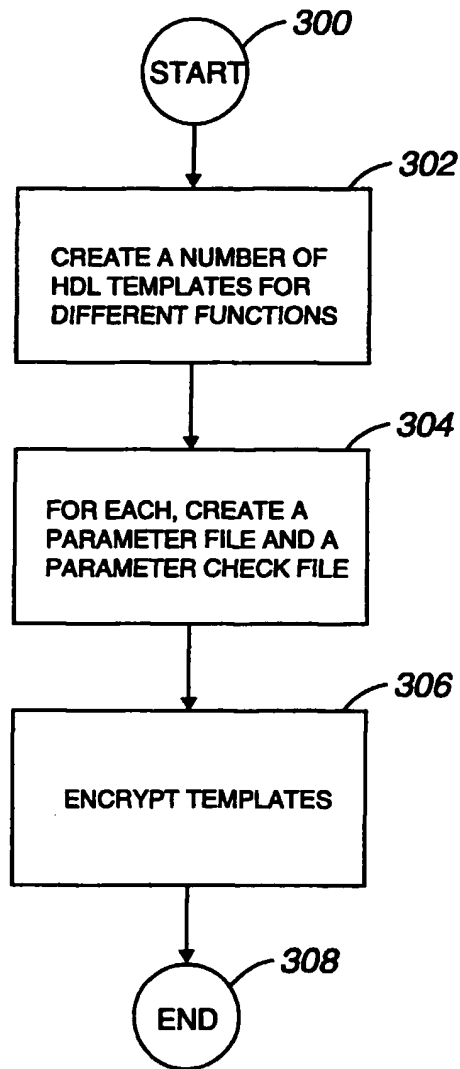 300
START
302
CREATE A NUMBER OF
HDL TEMPLATES FOR
DIFFERENT FUNCTIONS
304
FOR EACH, CREATE A
PARAMETER FILE AND A
PARAMETER CHECK FILE
306
ENCRYPT TEMPLATES
308
END